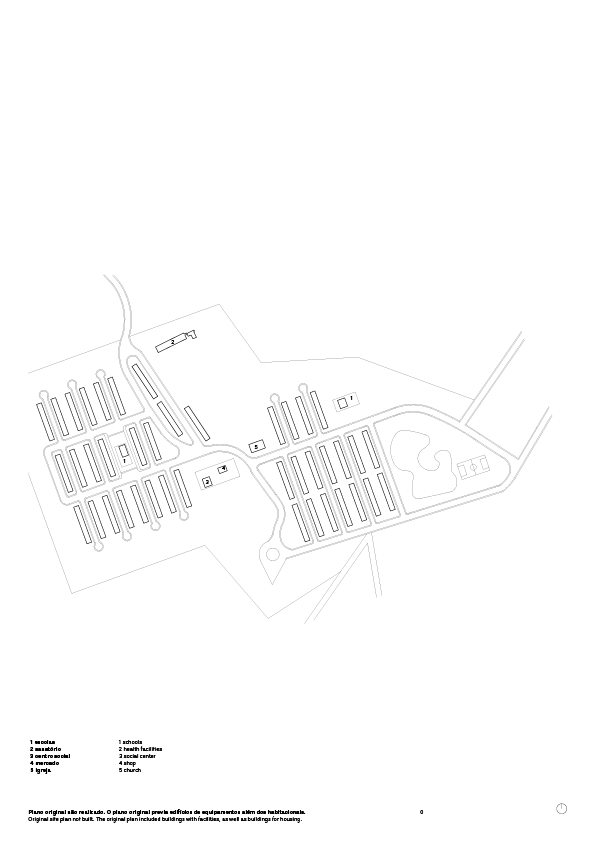 2
1
5
1
4
3
1 escolas
2 sanatório
3 centro social
4 mercado
5 igreja
1 schools
2 health facilities
3 social center
4 shop
5 church
Plano original não realizado. O plano original previa edifícios de equipamentos além dos habitacionais.
Original site plan not built. The original plan included buildings with facilities, as well as buildings for housing.
0